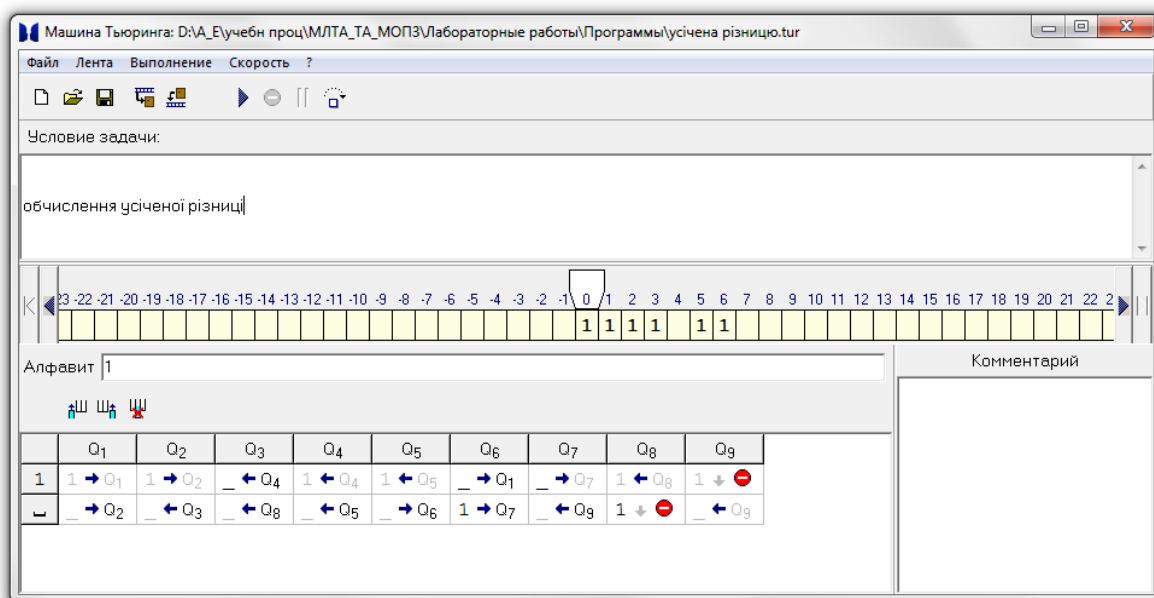 Машина Тьюринга: D:\А_Е\учебн проц\МЛТА_ТА_МОПЗ\Лабораторные работы\Программы\усічена різницю.tur
Файл Лента Выполнение Скорость ?
Условие задачи:
обчислення усіченої різниці
23 -22 -21 -20 -19 -18 -17 -16 -15 -14 -13 -12 -11 -10 -9 -8 -7 -6 -5 -4 -3 -2 -1 0 1 2 3 4 5 6 7 8 9 10 11 12 13 14 15 16 17 18 19 20 21 22 2
1 1 1 1 1 1
Алфавит 1
Комментарий
Q1 Q2 Q3 Q4 Q5 Q6 Q7 Q8 Q9
1 1 → Q1 1 → Q2 _ ← Q4 1 ← Q4 1 ← Q5 _ → Q1 _ → Q7 1 ← Q8 1 ↓
_ → Q2 _ ← Q3 _ ← Q8 _ ← Q5 _ → Q6 1 → Q7 _ ← Q9 1 ↓ _ ← Q9